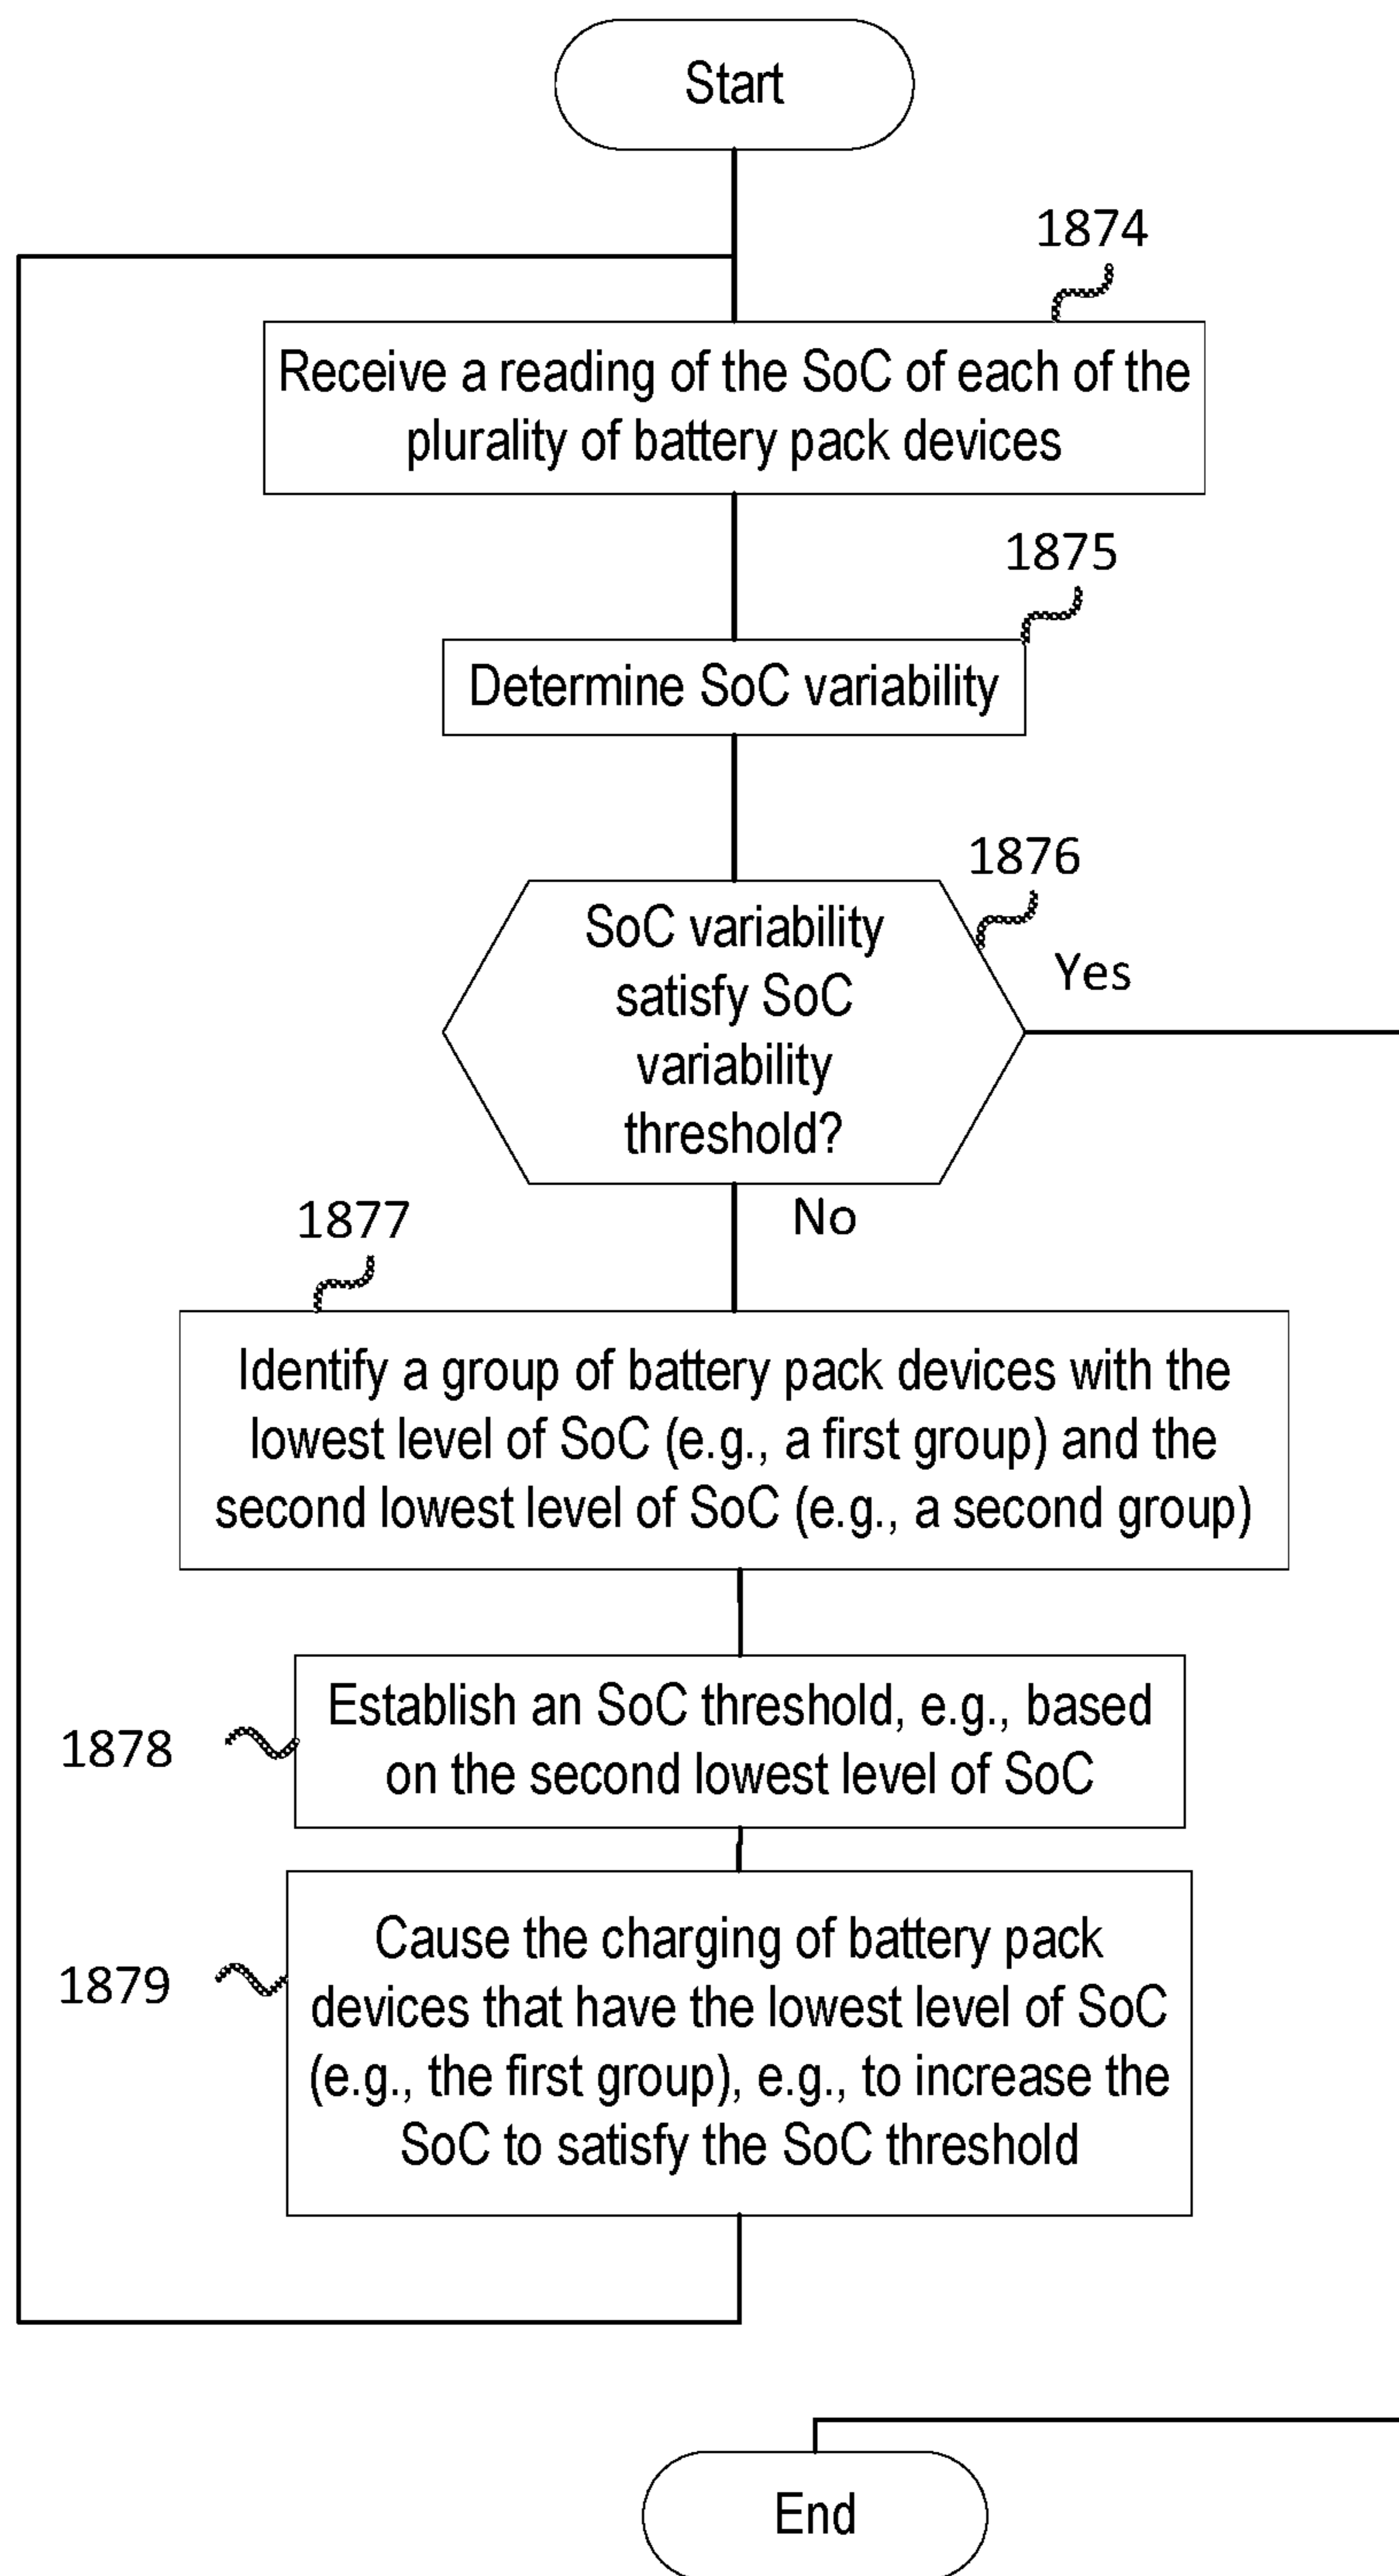 Start
1874
Receive a reading of the SoC of each of the
plurality of battery pack devices
1875
Determine SoC variability
1876
SoC variability
satisfy SoC
variability
threshold?
Yes
No
1877
Identify a group of battery pack devices with the
lowest level of SoC (e.g., a first group) and the
second lowest level of SoC (e.g., a second group)
1878
Establish an SoC threshold, e.g., based
on the second lowest level of SoC
1879
Cause the charging of battery pack
devices that have the lowest level of SoC
(e.g., the first group), e.g., to increase the
SoC to satisfy the SoC threshold
End